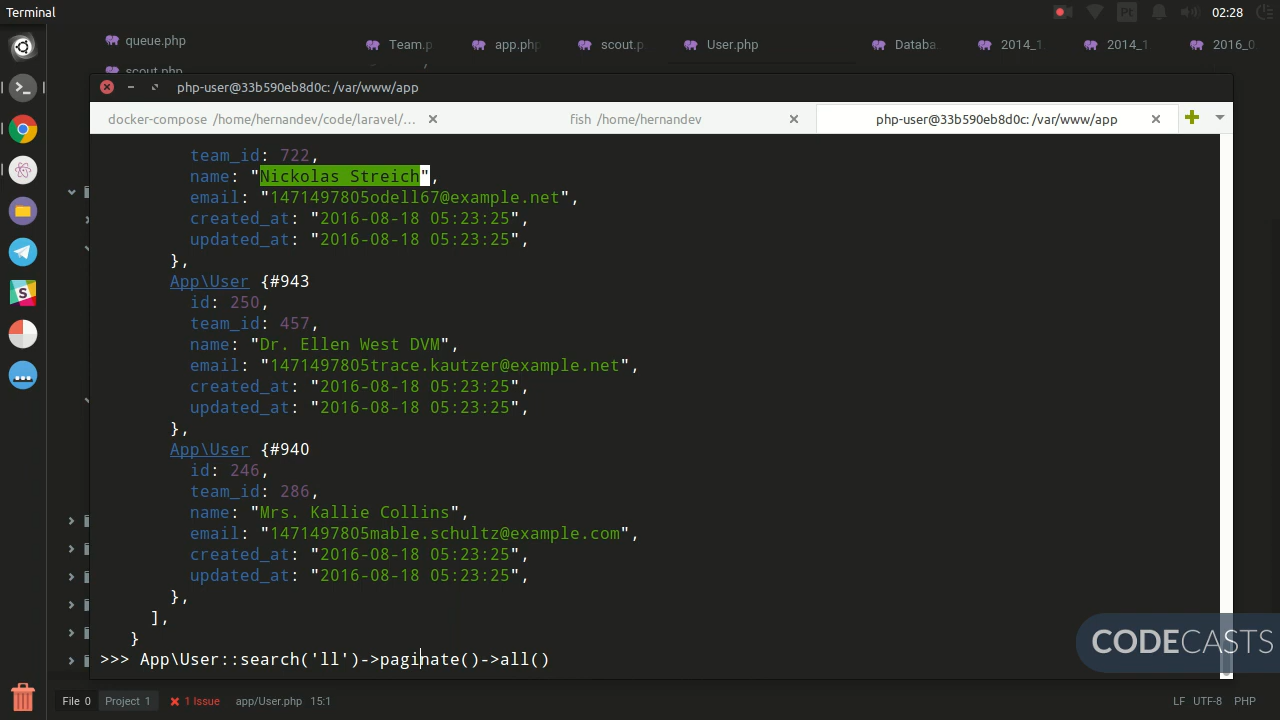 Terminal
Pt
02:28
queue.php
Team.p
app.php
scout.p
User.php
Databa
2014_1
2014_1
2016_0
scout.php
php-user@33b590eb8d0c: /var/www/app
docker-compose /home/hernandev/code/laravel/...
fish /home/hernandev
php-user@33b590eb8d0c: /var/www/app
team_id: 722,
name: "Nickolas Streich",
email: "1471497805odell67@example.net",
created_at: "2016-08-18 05:23:25",
updated_at: "2016-08-18 05:23:25",
},
App\User {#943
id: 250,
team_id: 457,
name: "Dr. Ellen West DVM",
email: "1471497805trace.kautzer@example.net",
created_at: "2016-08-18 05:23:25",
updated_at: "2016-08-18 05:23:25",
},
App\User {#940
id: 246,
team_id: 286,
name: "Mrs. Kallie Collins",
email: "1471497805mable.schultz@example.com",
created_at: "2016-08-18 05:23:25",
updated_at: "2016-08-18 05:23:25",
},
],
}
>>> App\User::search('ll')->paginate()->all()
CODECASTS
File 0 Project 1 1 Issue app/User.php 15:1 LF UTF-8 PHP